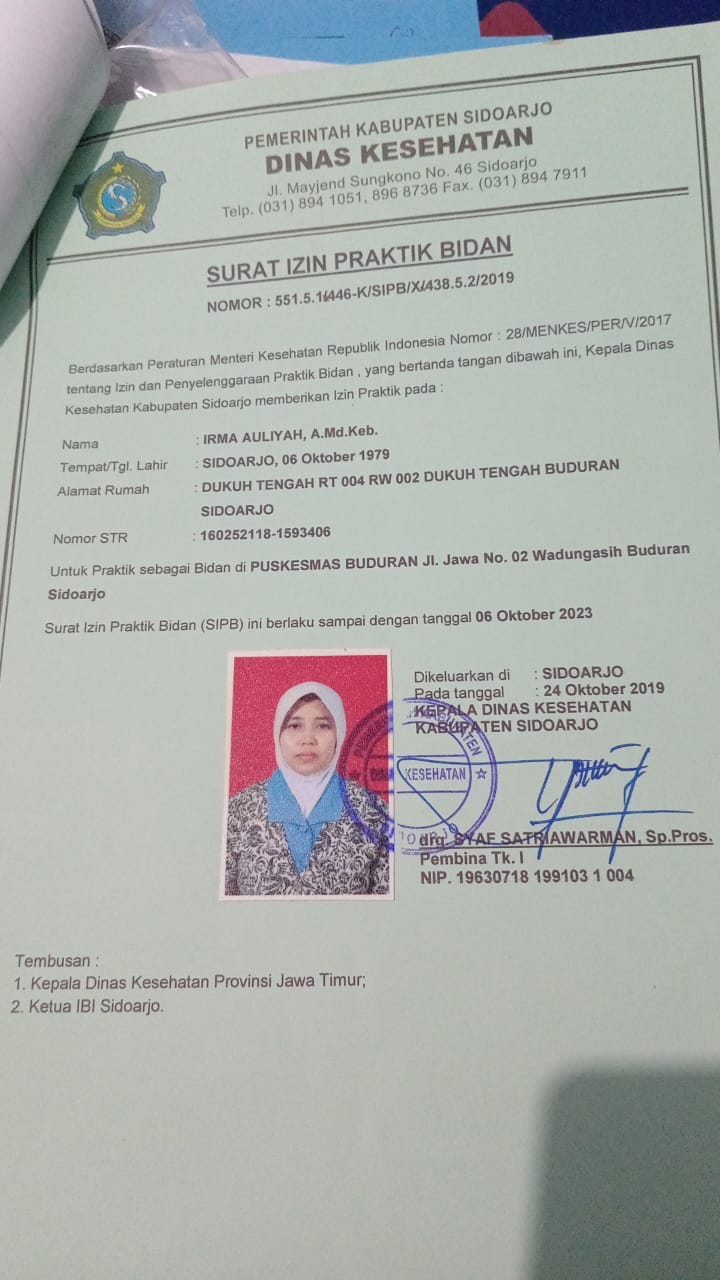 PEMERINTAH KABUPATEN SIDOARJO
DINAS KESEHATAN
Jl. Mayjend Sungkono No. 46 Sidoarjo
Telp. (031) 894 1051, 896 8736 Fax. (031) 894 7911
SURAT IZIN PRAKTIK BIDAN
NOMOR : 551.5.1/446-K/SIPB/X/438.5.2/2019
Berdasarkan Peraturan Menteri Kesehatan Republik Indonesia Nomor : 28/MENKES/PER/V/2017
tentang Izin dan Penyelenggaraan Praktik Bidan , yang bertanda tangan dibawah ini, Kepala Dinas
Kesehatan Kabupaten Sidoarjo memberikan Izin Praktik pada :
Nama : IRMA AULIYAH, A.Md.Keb.
Tempat/Tgl. Lahir : SIDOARJO, 06 Oktober 1979
Alamat Rumah : DUKUH TENGAH RT 004 RW 002 DUKUH TENGAH BUDURAN
SIDOARJO
Nomor STR : 160252118-1593406
Untuk Praktik sebagai Bidan di PUSKESMAS BUDURAN Jl. Jawa No. 02 Wadungasih Buduran
Sidoarjo
Surat Izin Praktik Bidan (SIPB) ini berlaku sampai dengan tanggal 06 Oktober 2023
Dikeluarkan di : SIDOARJO
Pada tanggal : 24 Oktober 2019
KEPALA DINAS KESEHATAN
KABUPATEN SIDOARJO
KABUPATEN
DINAS KESEHATAN
drg. SYAF SATRIAWARMAN, Sp.Pros.
Pembina Tk. I
NIP. 19630718 199103 1 004
Tembusan :
1. Kepala Dinas Kesehatan Provinsi Jawa Timur;
2. Ketua IBI Sidoarjo.